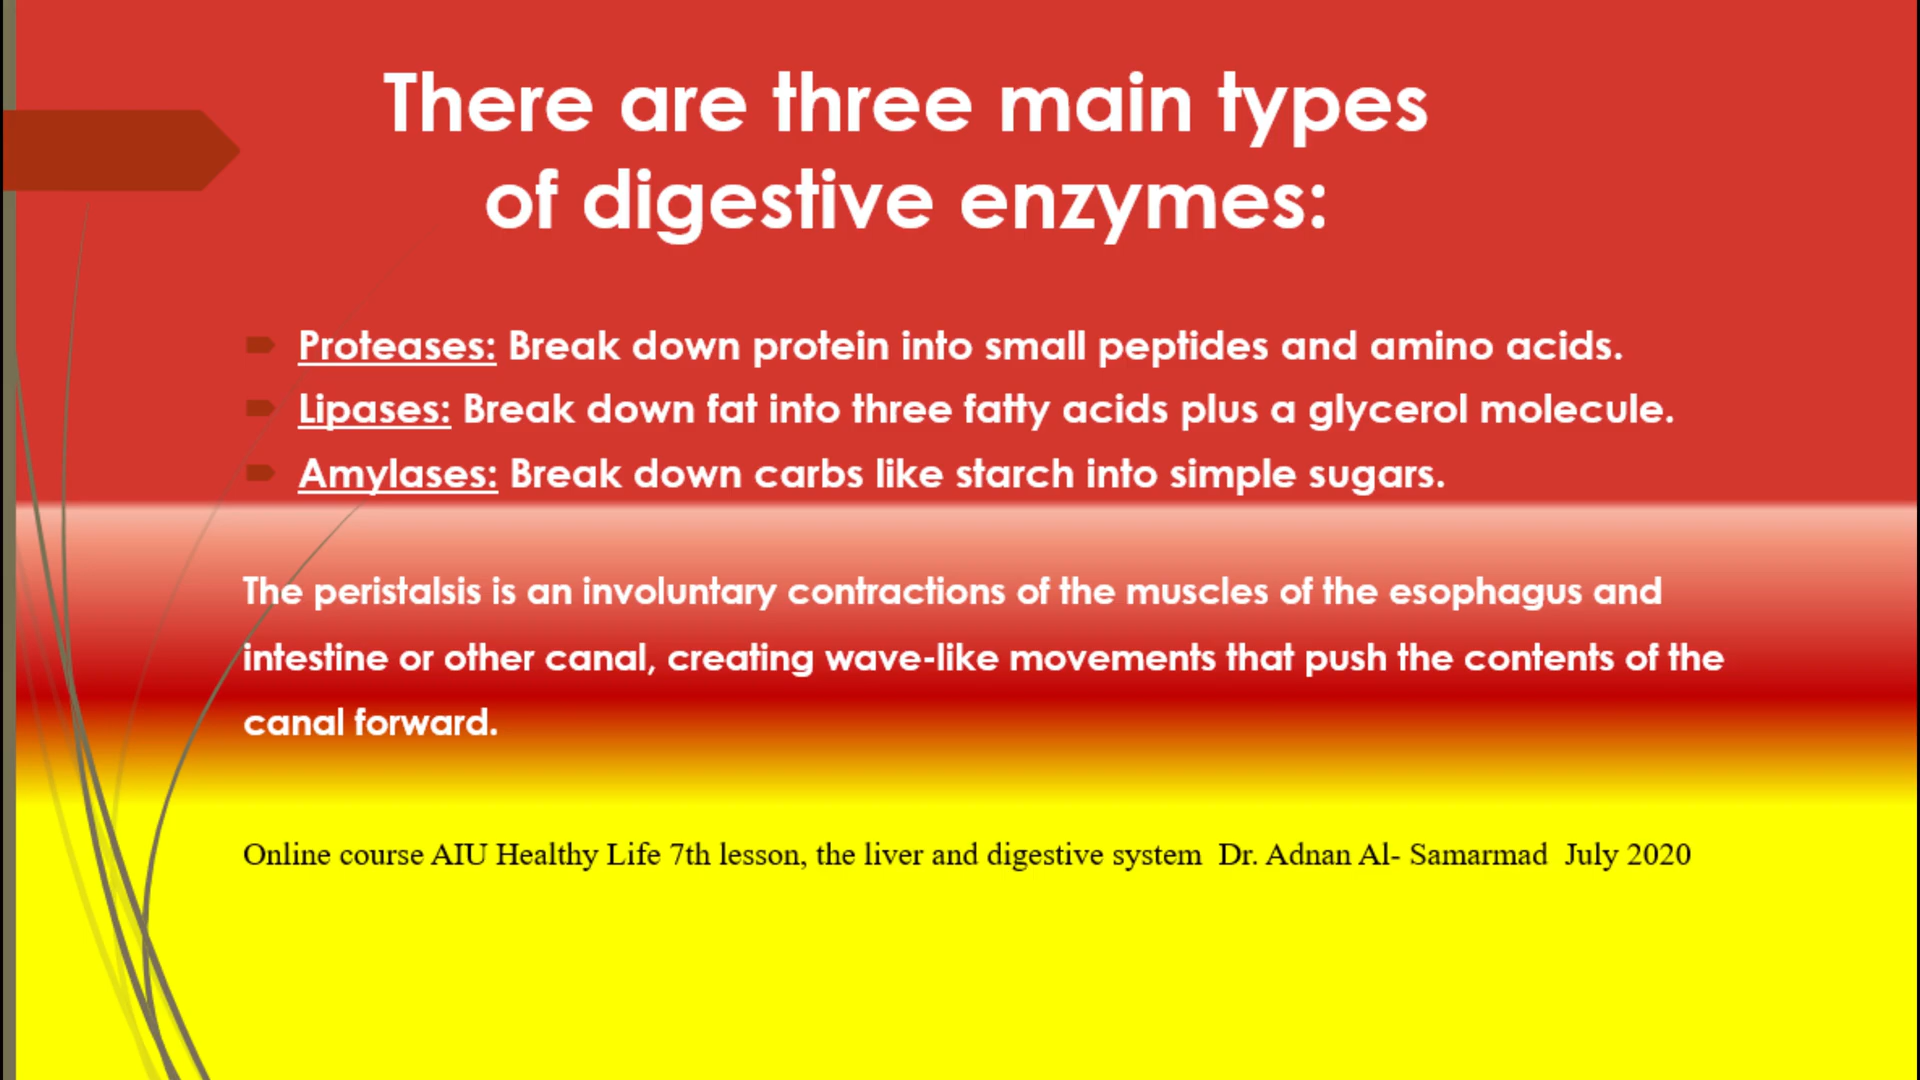 There are three main types
of digestive enzymes:
Proteases: Break down protein into small peptides and amino acids.
Lipases: Break down fat into three fatty acids plus a glycerol molecule.
Amylases: Break down carbs like starch into simple sugars.
The peristalsis is an involuntary contractions of the muscles of the esophagus and
intestine or other canal, creating wave-like movements that push the contents of the
canal forward.
Online course AIU Healthy Life 7th lesson, the liver and digestive system  Dr. Adnan Al- Samarmad  July 2020